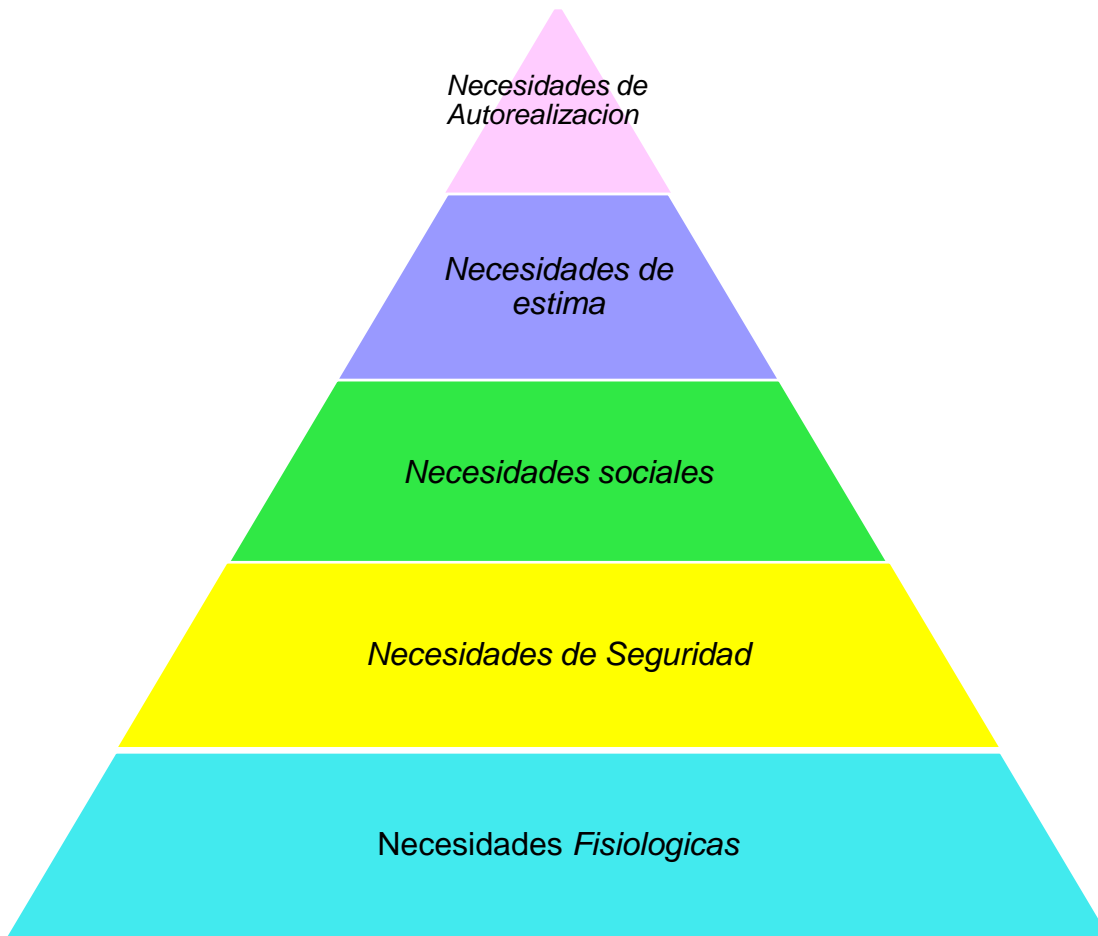 Necesidades de
Autorealizacion
Necesidades de
estima
Necesidades sociales
Necesidades de Seguridad
Necesidades Fisiologicas